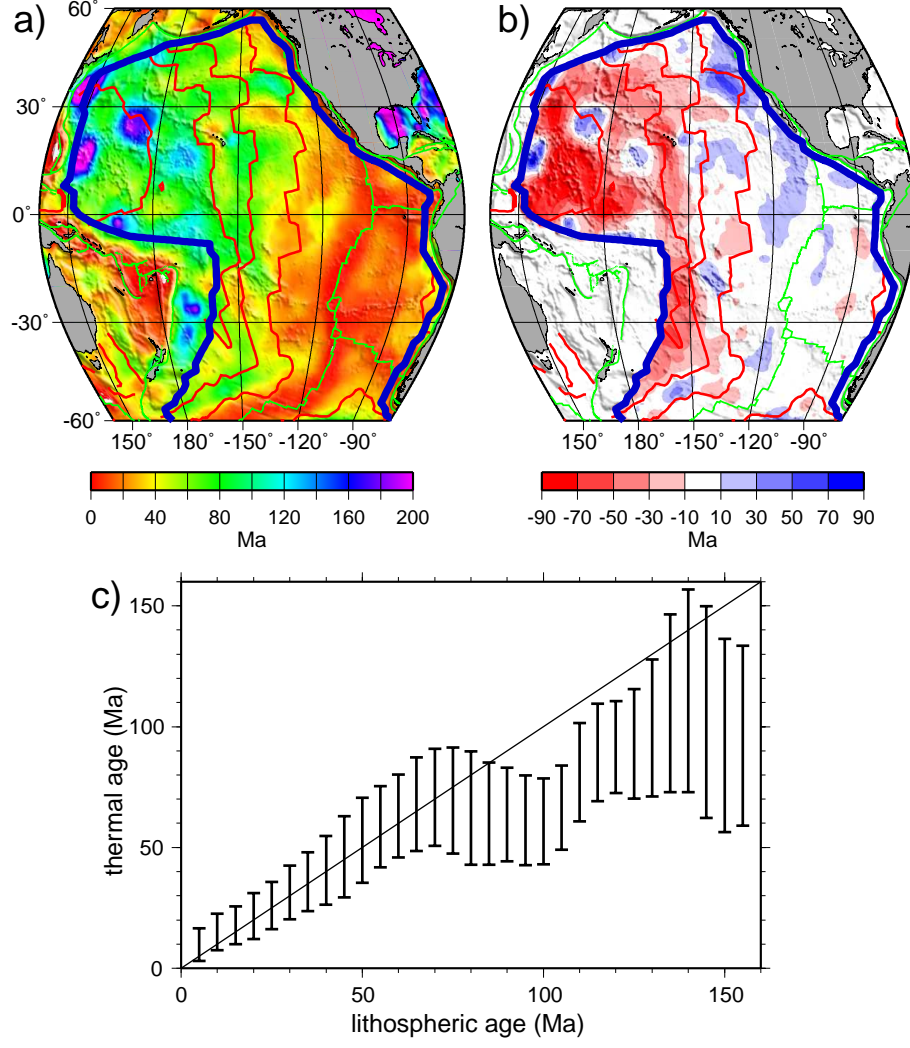 a)
b)
60˚
30˚
0˚
-30˚
-60˚
150˚ 180˚ -150˚ -120˚ -90˚
150˚ 180˚ -150˚ -120˚ -90˚
0 40 80 120 160 200
Ma
-90 -70 -50 -30 -10 10 30 50 70 90
Ma
c)
150
100
50
0
thermal age (Ma)
0 50 100 150
lithospheric age (Ma)